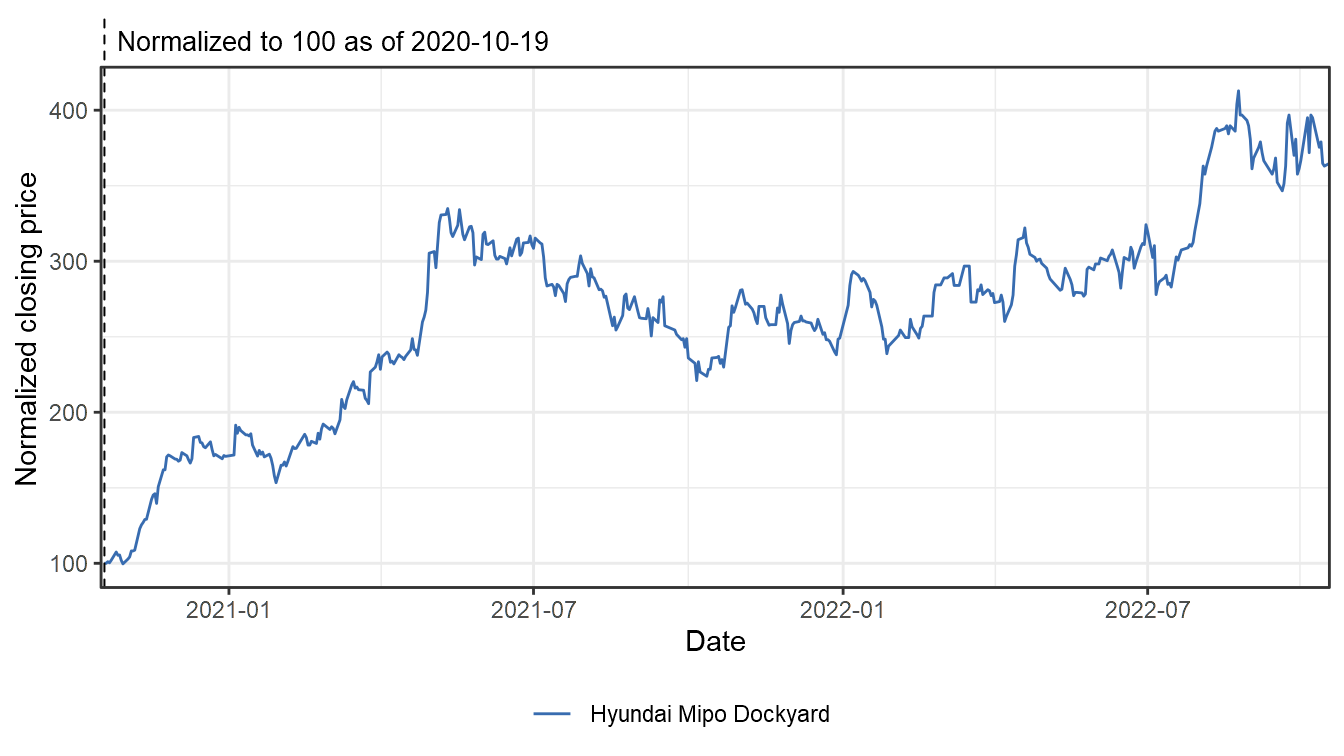 Normalized to 100 as of 2020-10-19
Normalized closing price
400
300
200
100
2021-01
2021-07
2022-01
2022-07
Date
Hyundai Mipo Dockyard